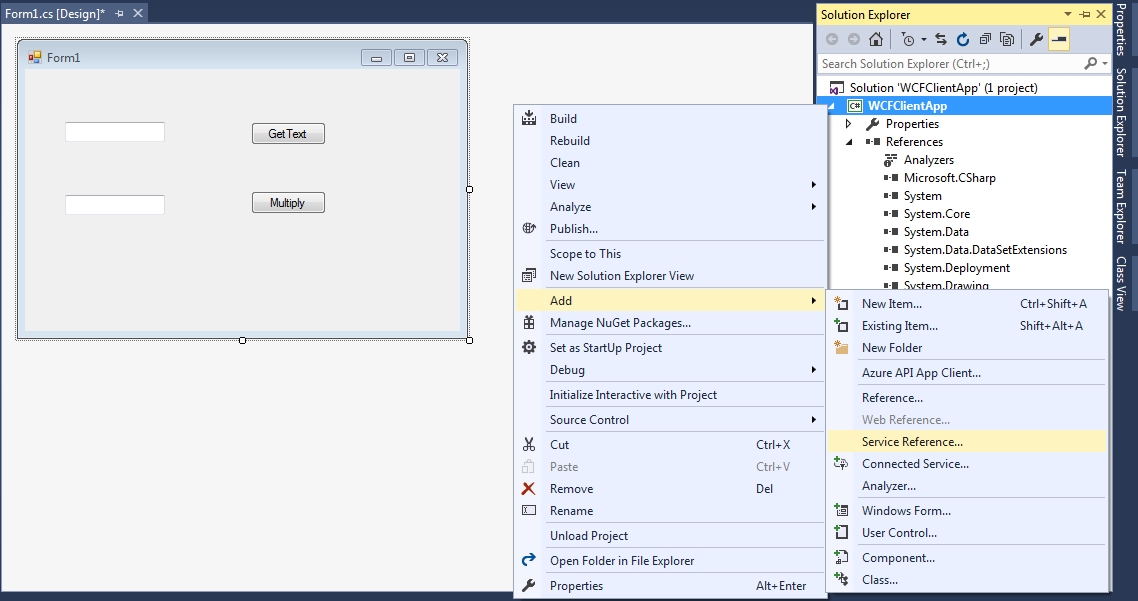 Form1.cs [Design]*
Form1
GetText
Multiply
Build
Rebuild
Clean
View
Analyze
Publish...
Scope to This
New Solution Explorer View
Add
Manage NuGet Packages...
Set as StartUp Project
Debug
Initialize Interactive with Project
Source Control
Cut Ctrl+X
Paste Ctrl+V
Remove Del
Rename
Unload Project
Open Folder in File Explorer
Properties Alt+Enter
Solution Explorer
Search Solution Explorer (Ctrl+;)
Solution 'WCFClientApp' (1 project)
C# WCFClientApp
Properties
References
Analyzers
Microsoft.CSharp
System
System.Core
System.Data
System.Data.DataSetExtensions
System.Deployment
System.Drawing
New Item... Ctrl+Shift+A
Existing Item... Shift+Alt+A
New Folder
Azure API App Client...
Reference...
Web Reference...
Service Reference...
Connected Service...
Analyzer...
Windows Form...
User Control...
Component...
Class...
Properties
Solution Explorer
Team Explorer
Class View